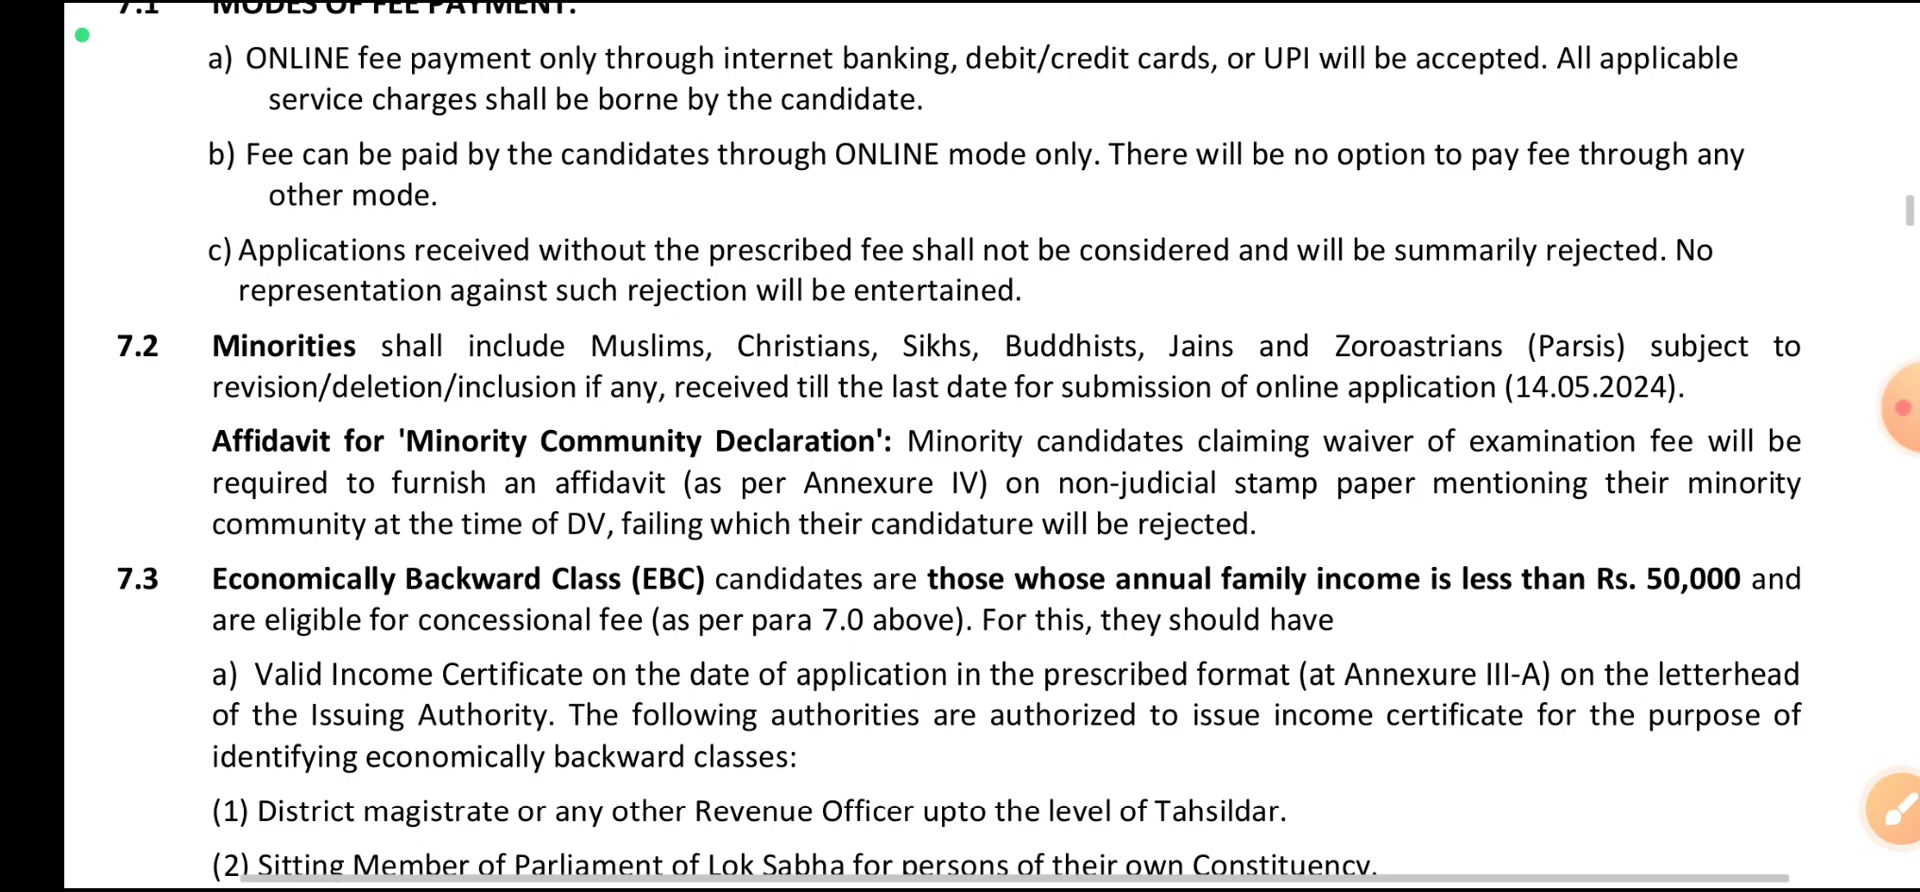 7.1 MODES OF FEE PAYMENT:
a) ONLINE fee payment only through internet banking, debit/credit cards, or UPI will be accepted. All applicable
service charges shall be borne by the candidate.
b) Fee can be paid by the candidates through ONLINE mode only. There will be no option to pay fee through any
other mode.
c) Applications received without the prescribed fee shall not be considered and will be summarily rejected. No
representation against such rejection will be entertained.
7.2 Minorities shall include Muslims, Christians, Sikhs, Buddhists, Jains and Zoroastrians (Parsis) subject to
revision/deletion/inclusion if any, received till the last date for submission of online application (14.05.2024).
Affidavit for 'Minority Community Declaration': Minority candidates claiming waiver of examination fee will be
required to furnish an affidavit (as per Annexure IV) on non-judicial stamp paper mentioning their minority
community at the time of DV, failing which their candidature will be rejected.
7.3 Economically Backward Class (EBC) candidates are those whose annual family income is less than Rs. 50,000 and
are eligible for concessional fee (as per para 7.0 above). For this, they should have
a) Valid Income Certificate on the date of application in the prescribed format (at Annexure III-A) on the letterhead
of the Issuing Authority. The following authorities are authorized to issue income certificate for the purpose of
identifying economically backward classes:
(1) District magistrate or any other Revenue Officer upto the level of Tahsildar.
(2) Sitting Member of Parliament of Lok Sabha for persons of their own Constituency.